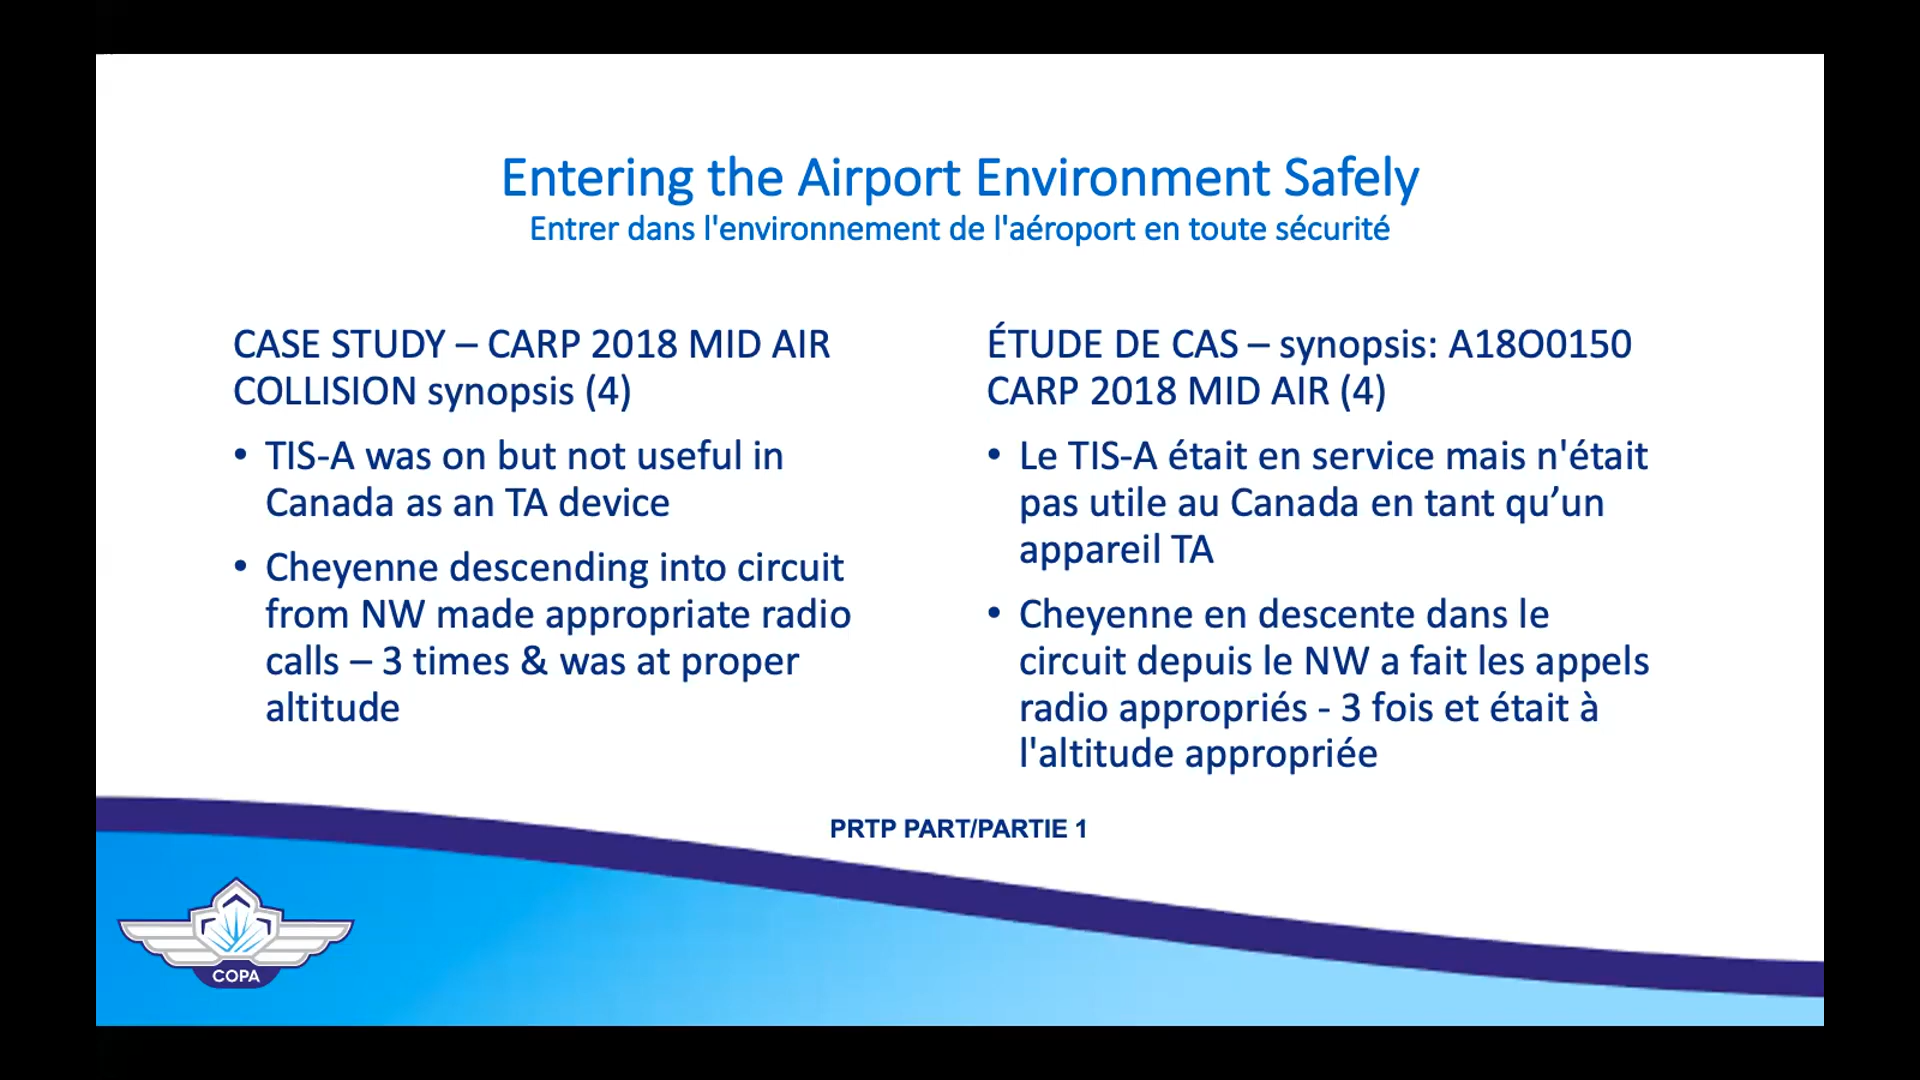 Entering the Airport Environment Safely
Entrer dans l'environnement de l'aéroport en toute sécurité
CASE STUDY – CARP 2018 MID AIR
COLLISION synopsis (4)
• TIS-A was on but not useful in
Canada as an TA device
• Cheyenne descending into circuit
from NW made appropriate radio
calls – 3 times & was at proper
altitude
ÉTUDE DE CAS – synopsis: A18O0150
CARP 2018 MID AIR (4)
• Le TIS-A était en service mais n'était
pas utile au Canada en tant qu’un
appareil TA
• Cheyenne en descente dans le
circuit depuis le NW a fait les appels
radio appropriés - 3 fois et était à
l'altitude appropriée
PRTP PART/PARTIE 1
COPA